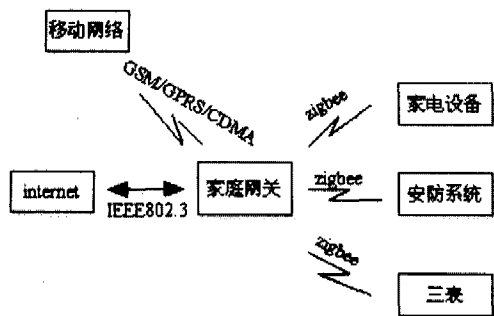 移动网络
GSM/GPRS/CDMA
zigbee
家电设备
internet
IEEE802.3
家庭网关
zigbee
安防系统
zigbee
三表